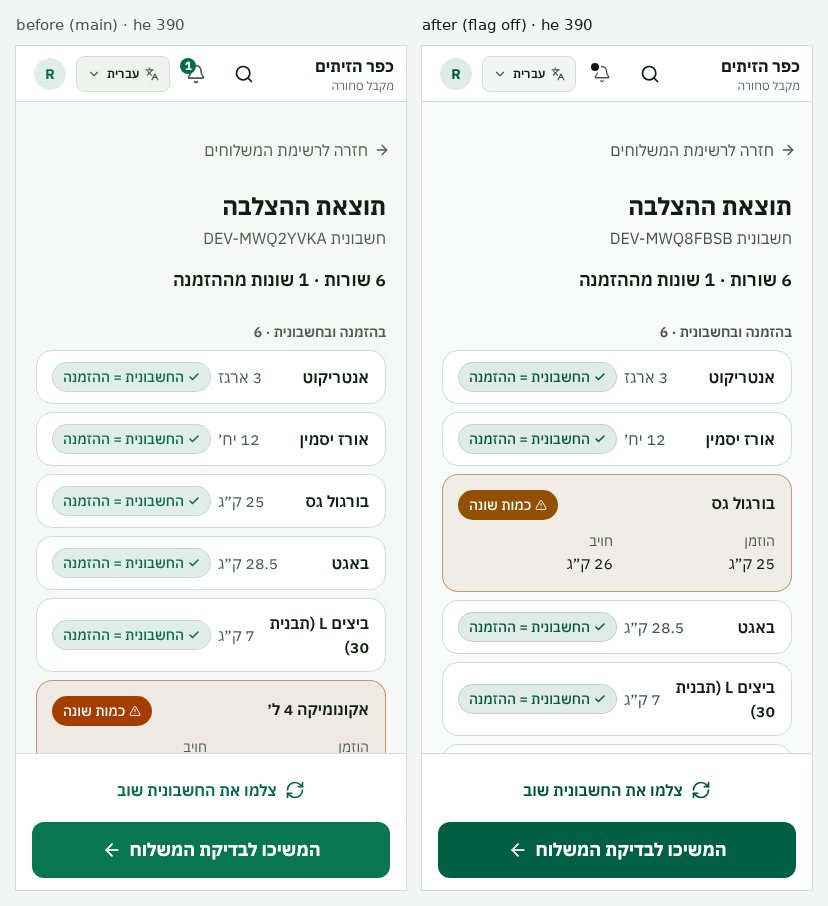 before (main) · he 390
כפר הזיתים
מקבל סחורה
1
עברית
R
חזרה לרשימת המשלוחים
תוצאת ההצלבה
חשבונית DEV-MWQ2YVKA
6 שורות · 1 שונות מההזמנה
בהזמנה ובחשבונית · 6
אנטריקוט 3 ארגז החשבונית = ההזמנה
אורז יסמין 12 יח׳ החשבונית = ההזמנה
בורגול גס 25 ק״ג החשבונית = ההזמנה
באגט 28.5 ק״ג החשבונית = ההזמנה
ביצים L (תבנית 7 ק״ג החשבונית = ההזמנה
30)
אקונומיקה 4 ל׳ כמות שונה
הוזמן חויב
צלמו את החשבונית שוב
המשיכו לבדיקת המשלוח
after (flag off) · he 390
כפר הזיתים
מקבל סחורה
עברית
R
חזרה לרשימת המשלוחים
תוצאת ההצלבה
חשבונית DEV-MWQ8FBSB
6 שורות · 1 שונות מההזמנה
בהזמנה ובחשבונית · 6
אנטריקוט 3 ארגז החשבונית = ההזמנה
אורז יסמין 12 יח׳ החשבונית = ההזמנה
בורגול גס כמות שונה
הוזמן חויב
25 ק״ג 26 ק״ג
באגט 28.5 ק״ג החשבונית = ההזמנה
ביצים L (תבנית 7 ק״ג החשבונית = ההזמנה
30)
צלמו את החשבונית שוב
המשיכו לבדיקת המשלוח